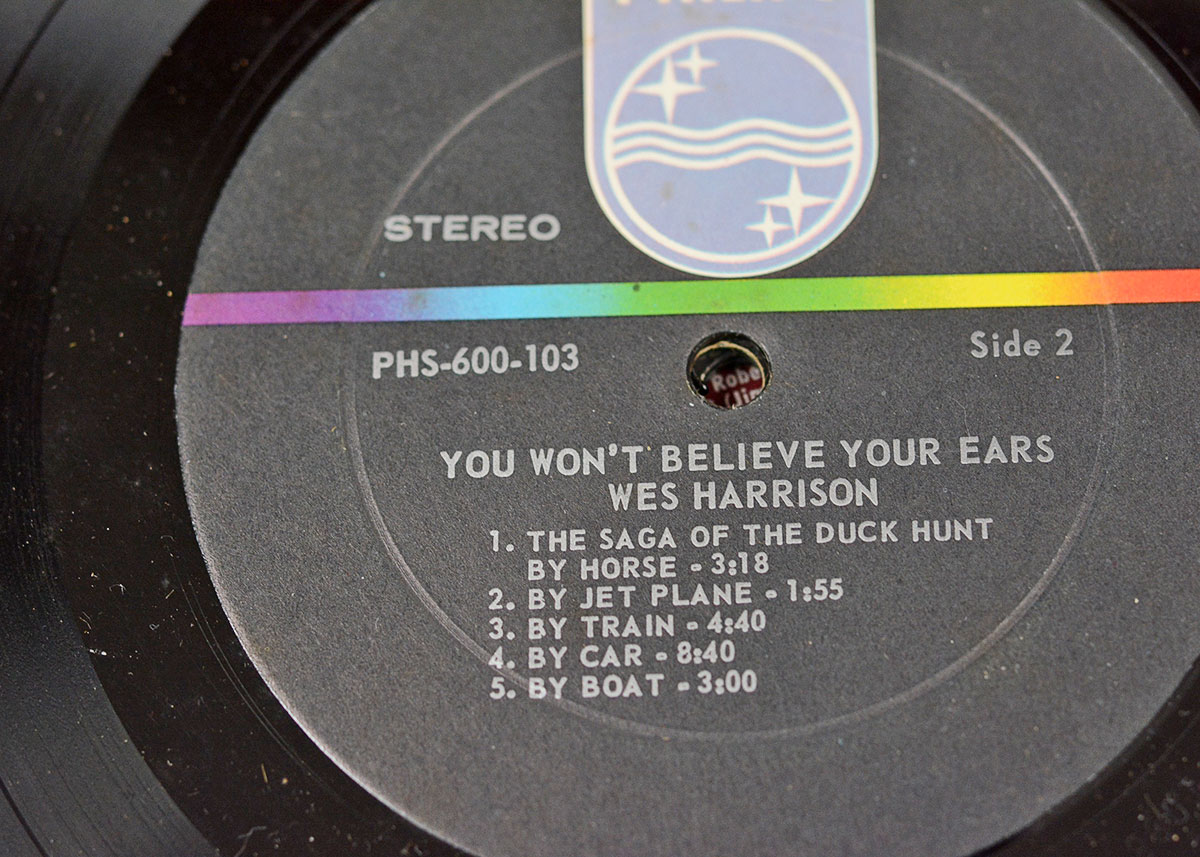 STEREO
PHS-600-103
Side 2
Robe
(Ji
YOU WON'T BELIEVE YOUR EARS
WES HARRISON
1. THE SAGA OF THE DUCK HUNT
BY HORSE - 3:18
2. BY JET PLANE - 1:55
3. BY TRAIN - 4:40
4. BY CAR - 8:40
5. BY BOAT - 3:00